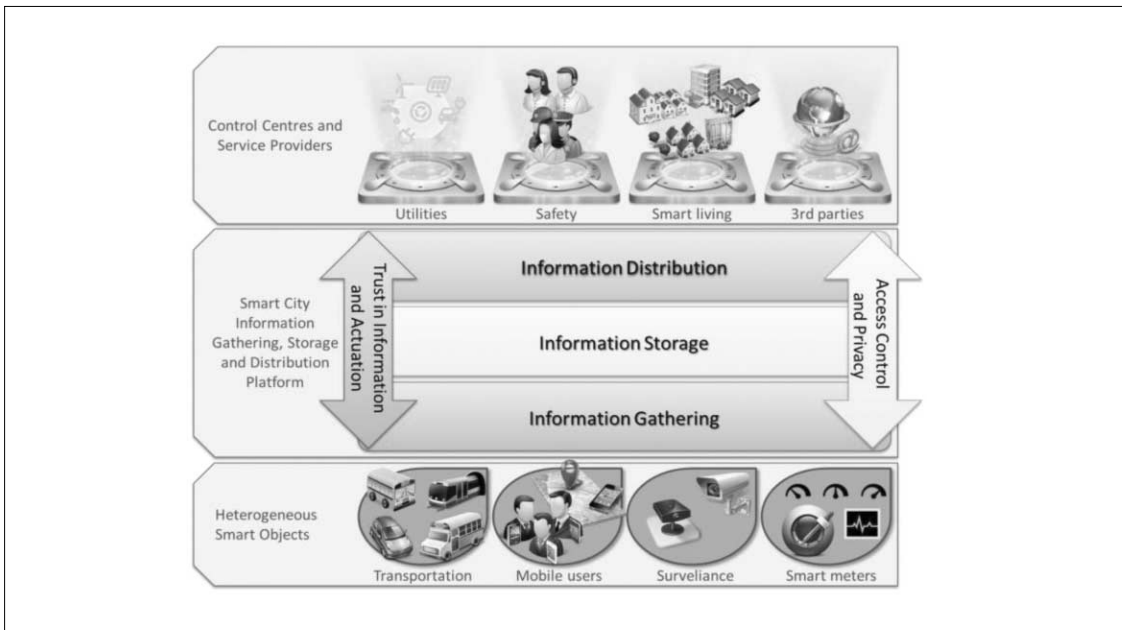 Control Centres and
Service Providers
Utilities
Safety
Smart living
3rd parties
Smart City
Information
Gathering, Storage
and Distribution
Platform
Trust in Information
and Actuation
Information Distribution
Information Storage
Information Gathering
Access Control
and Privacy
Heterogeneous
Smart Objects
Transportation
Mobile users
Surveliance
Smart meters